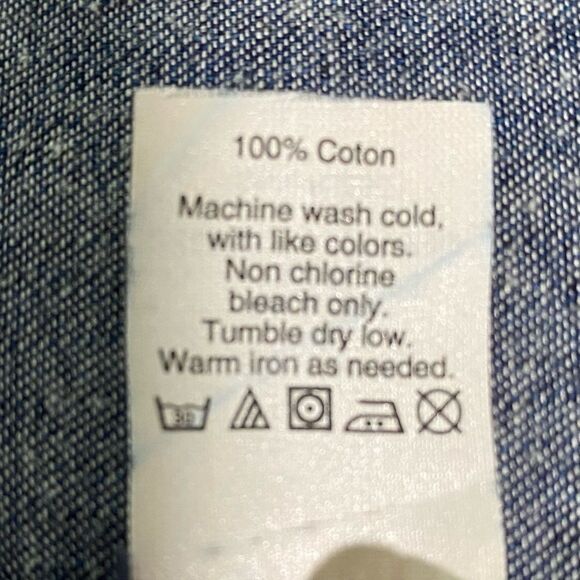 100% Coton
Machine wash cold,
with like colors.
Non chlorine
bleach only.
Tumble dry low.
Warm iron as needed.
30